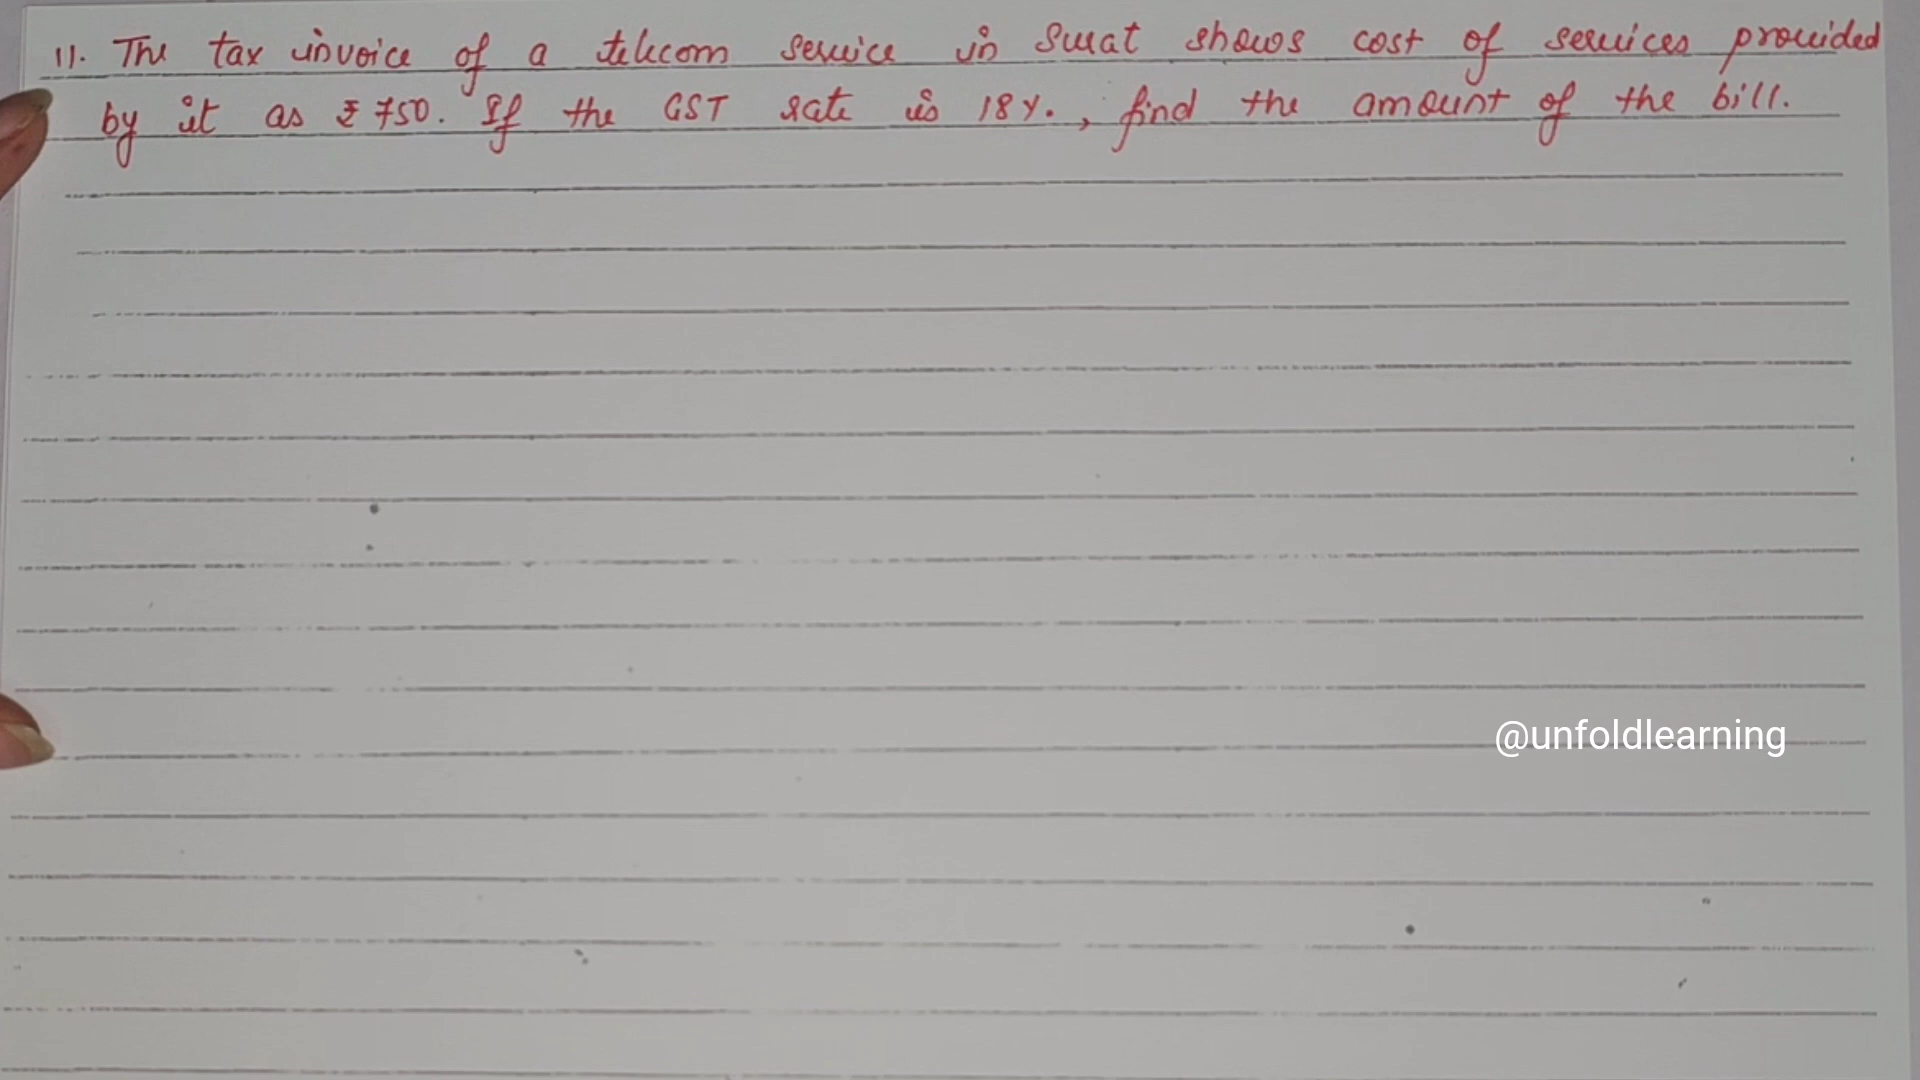 11. The tax invoice of a telecom service in Surat shows cost of services provided
by it as ₹ 750. If the GST rate is 18%., find the amount of the bill.
@unfoldlearning